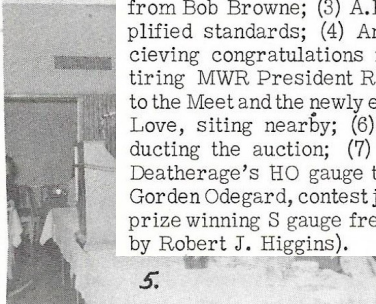 from Bob Browne; (3) A.
plified standards; (4) A
cieving congratulations
tiring MWR President R
to the Meet and the newly e
Love, siting nearby; (6)
ducting the auction; (7)
Deatherage's HO gauge t
Gorden Odegard, contest j
prize winning S gauge fre
by Robert J. Higgins).
5.